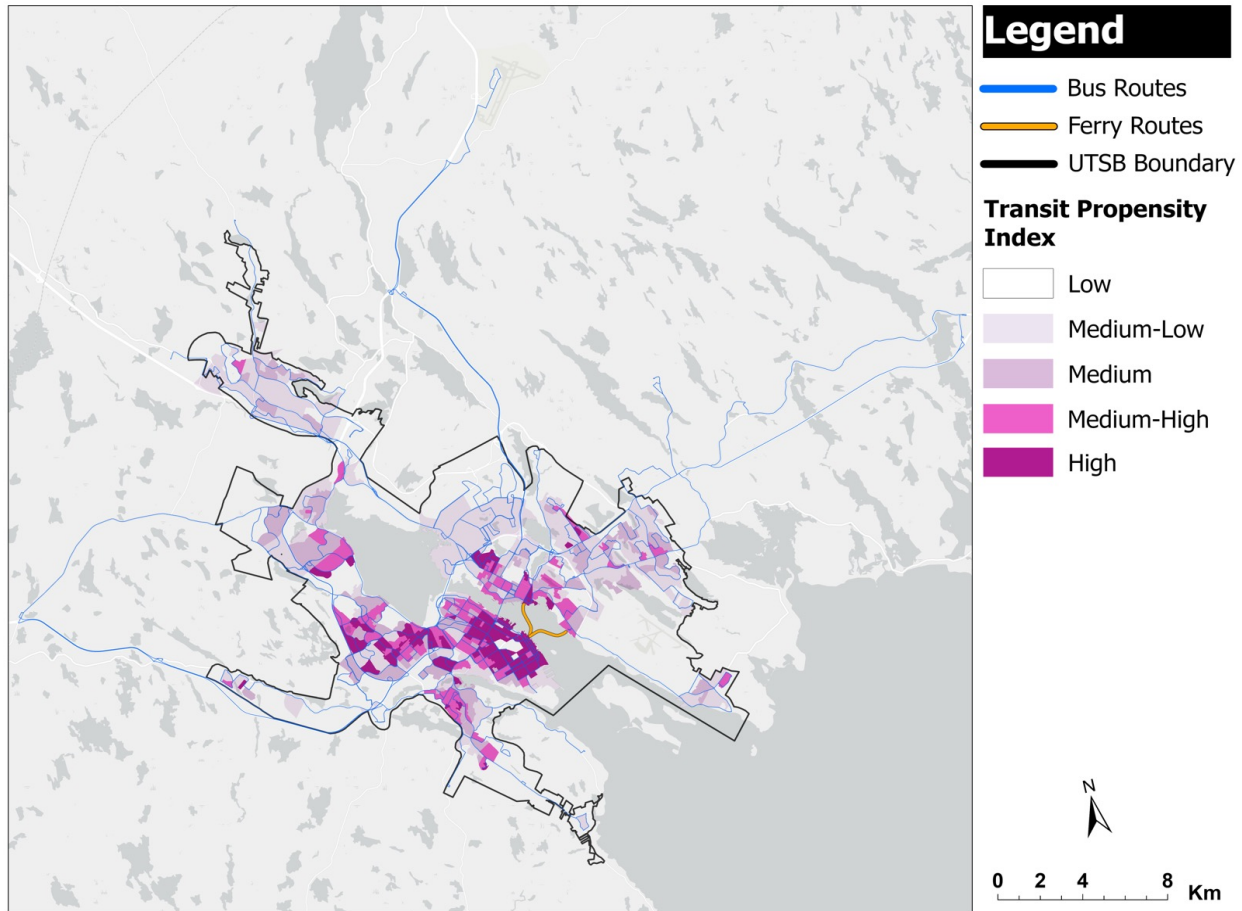 Legend
Bus Routes
Ferry Routes
UTSB Boundary
Transit Propensity
Index
Low
Medium-Low
Medium
Medium-High
High
N
0 2 4 8 Km